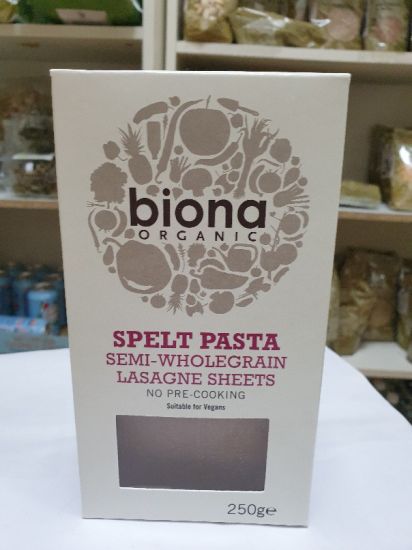 biona
ORGANIC
SPELT PASTA
SEMI-WHOLEGRAIN
LASAGNE SHEETS
NO PRE-COOKING
Suitable for Vegans
250g℮